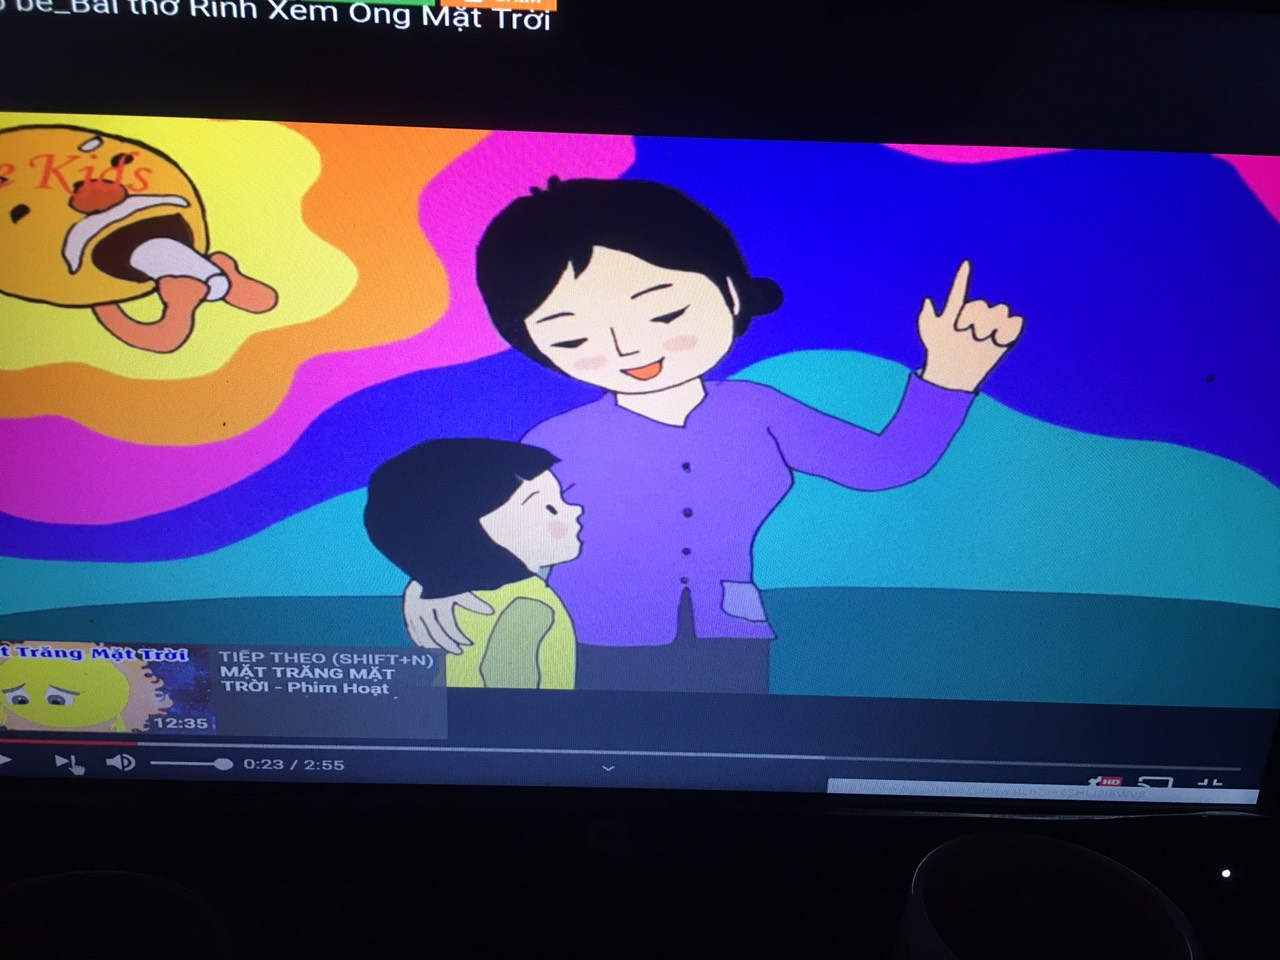 bé_Bài thơ Rình Xem Ông Mặt Trời
Kids
t Trăng Mặt Trời
12:35
TIẾP THEO (SHIFT+N)
MẶT TRĂNG MẶT
TRỜI - Phim Hoạt
0:23 / 2:55
HD